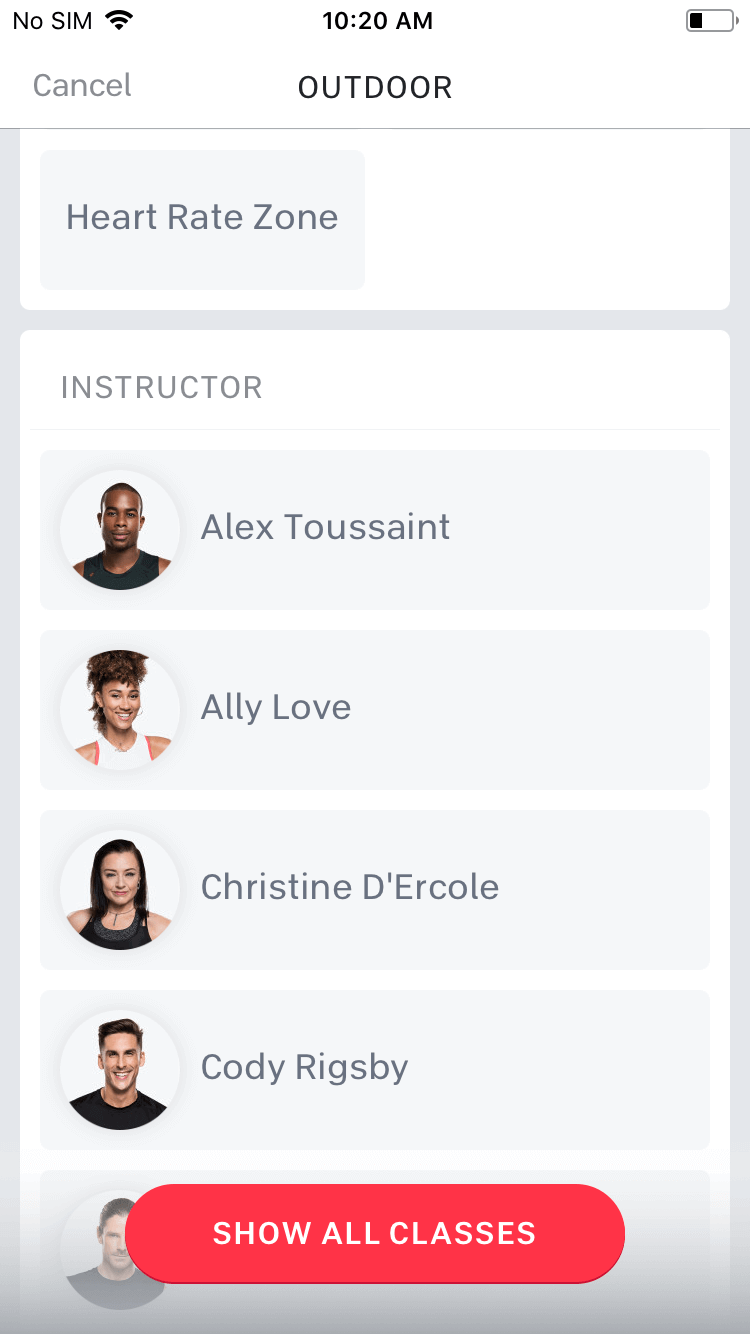 No SIM 10:20 AM
Cancel OUTDOOR
Heart Rate Zone
INSTRUCTOR
Alex Toussaint
Ally Love
Christine D'Ercole
Cody Rigsby
SHOW ALL CLASSES